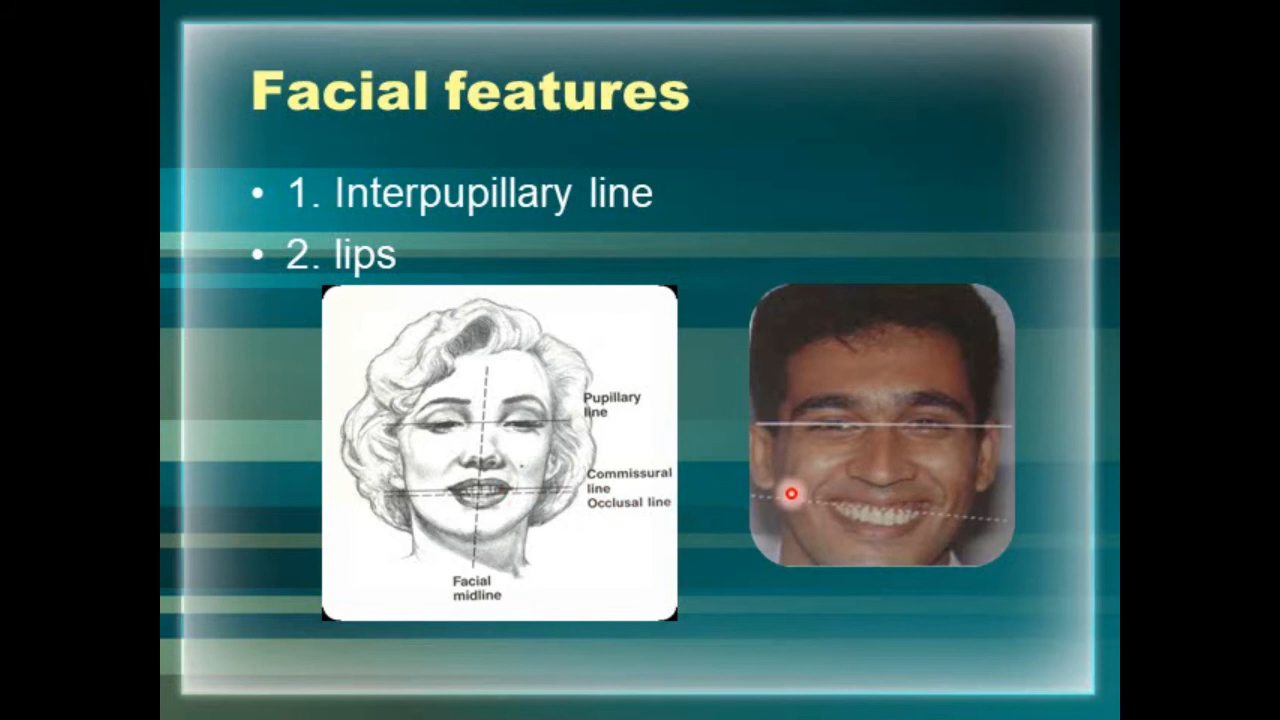 Facial features
• 1. Interpupillary line
• 2. lips
Pupillary
line
Commissural
line
Occlusal line
Facial
midline